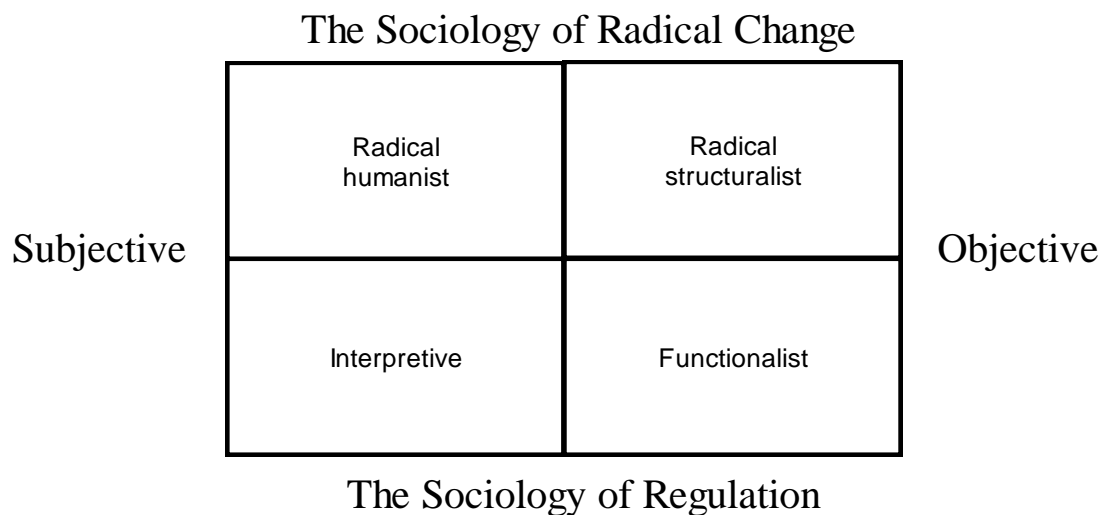 The Sociology of Radical Change
Radical
humanist
Radical
structuralist
Subjective
Objective
Interpretive
Functionalist
The Sociology of Regulation